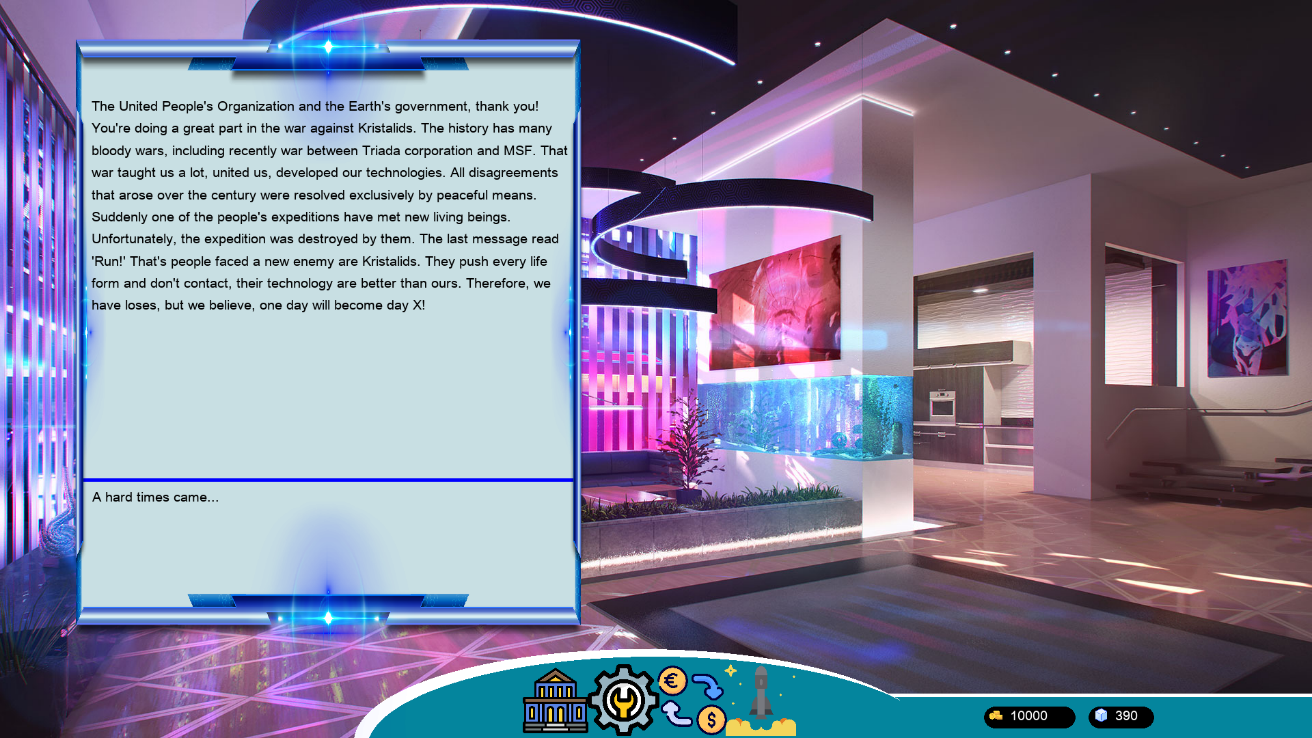 The United People's Organization and the Earth's government, thank you!
You're doing a great part in the war against Kristalids. The history has many
bloody wars, including recently war between Triada corporation and MSF. That
war taught us a lot, united us, developed our technologies. All disagreements
that arose over the century were resolved exclusively by peaceful means.
Suddenly one of the people's expeditions have met new living beings.
Unfortunately, the expedition was destroyed by them. The last message read
'Run!' That's people faced a new enemy are Kristalids. They push every life
form and don't contact, their technology are better than ours. Therefore, we
have loses, but we believe, one day will become day X!
A hard times came...
€
$
10000
390